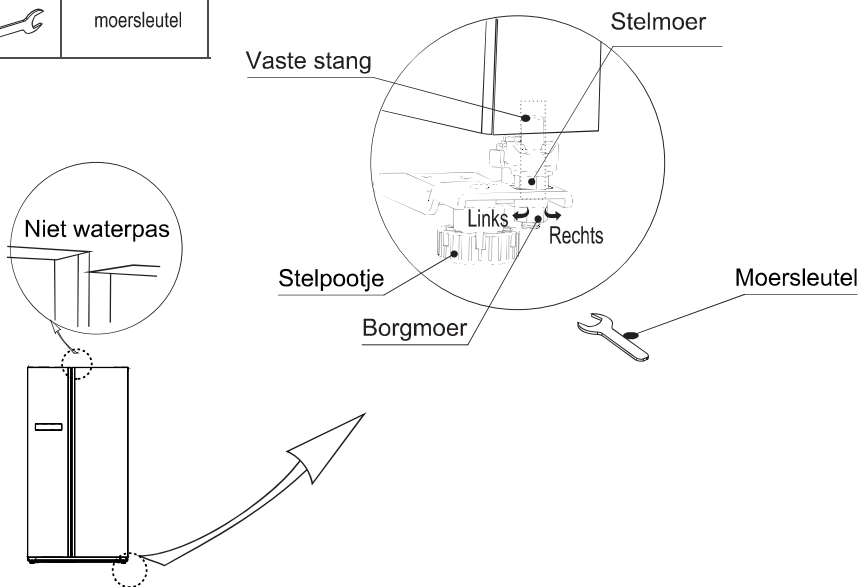 moersleutel
Stelmoer
Vaste stang
Niet waterpas
Links
Rechts
Stelpootje
Moersleutel
Borgmoer